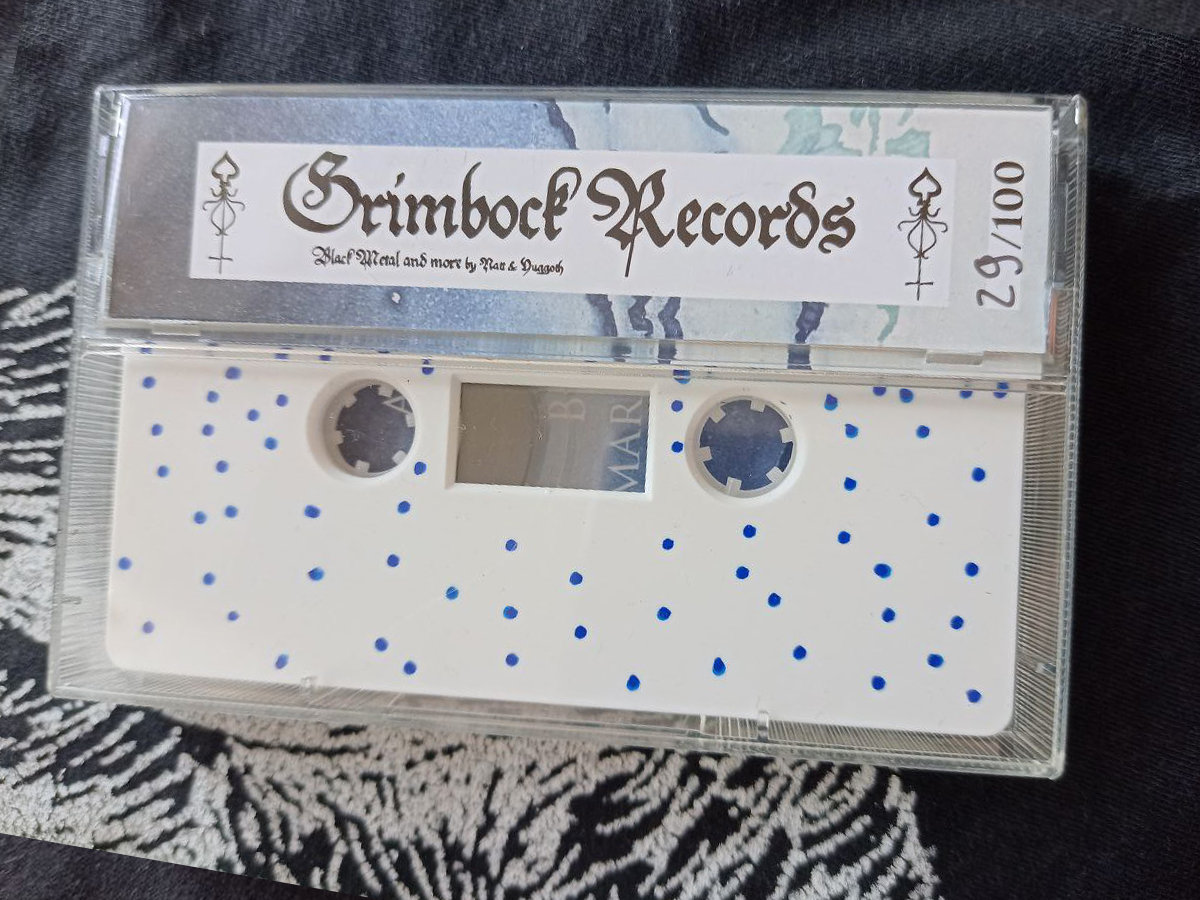 Grimbock Records
Black Metal and more by Natt & Yuggoth
29/100
A
B
MAR